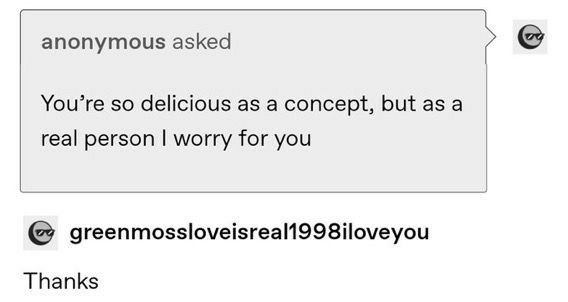 anonymous asked
You’re so delicious as a concept, but as a
real person I worry for you
greenmossloveisreal1998iloveyou
Thanks